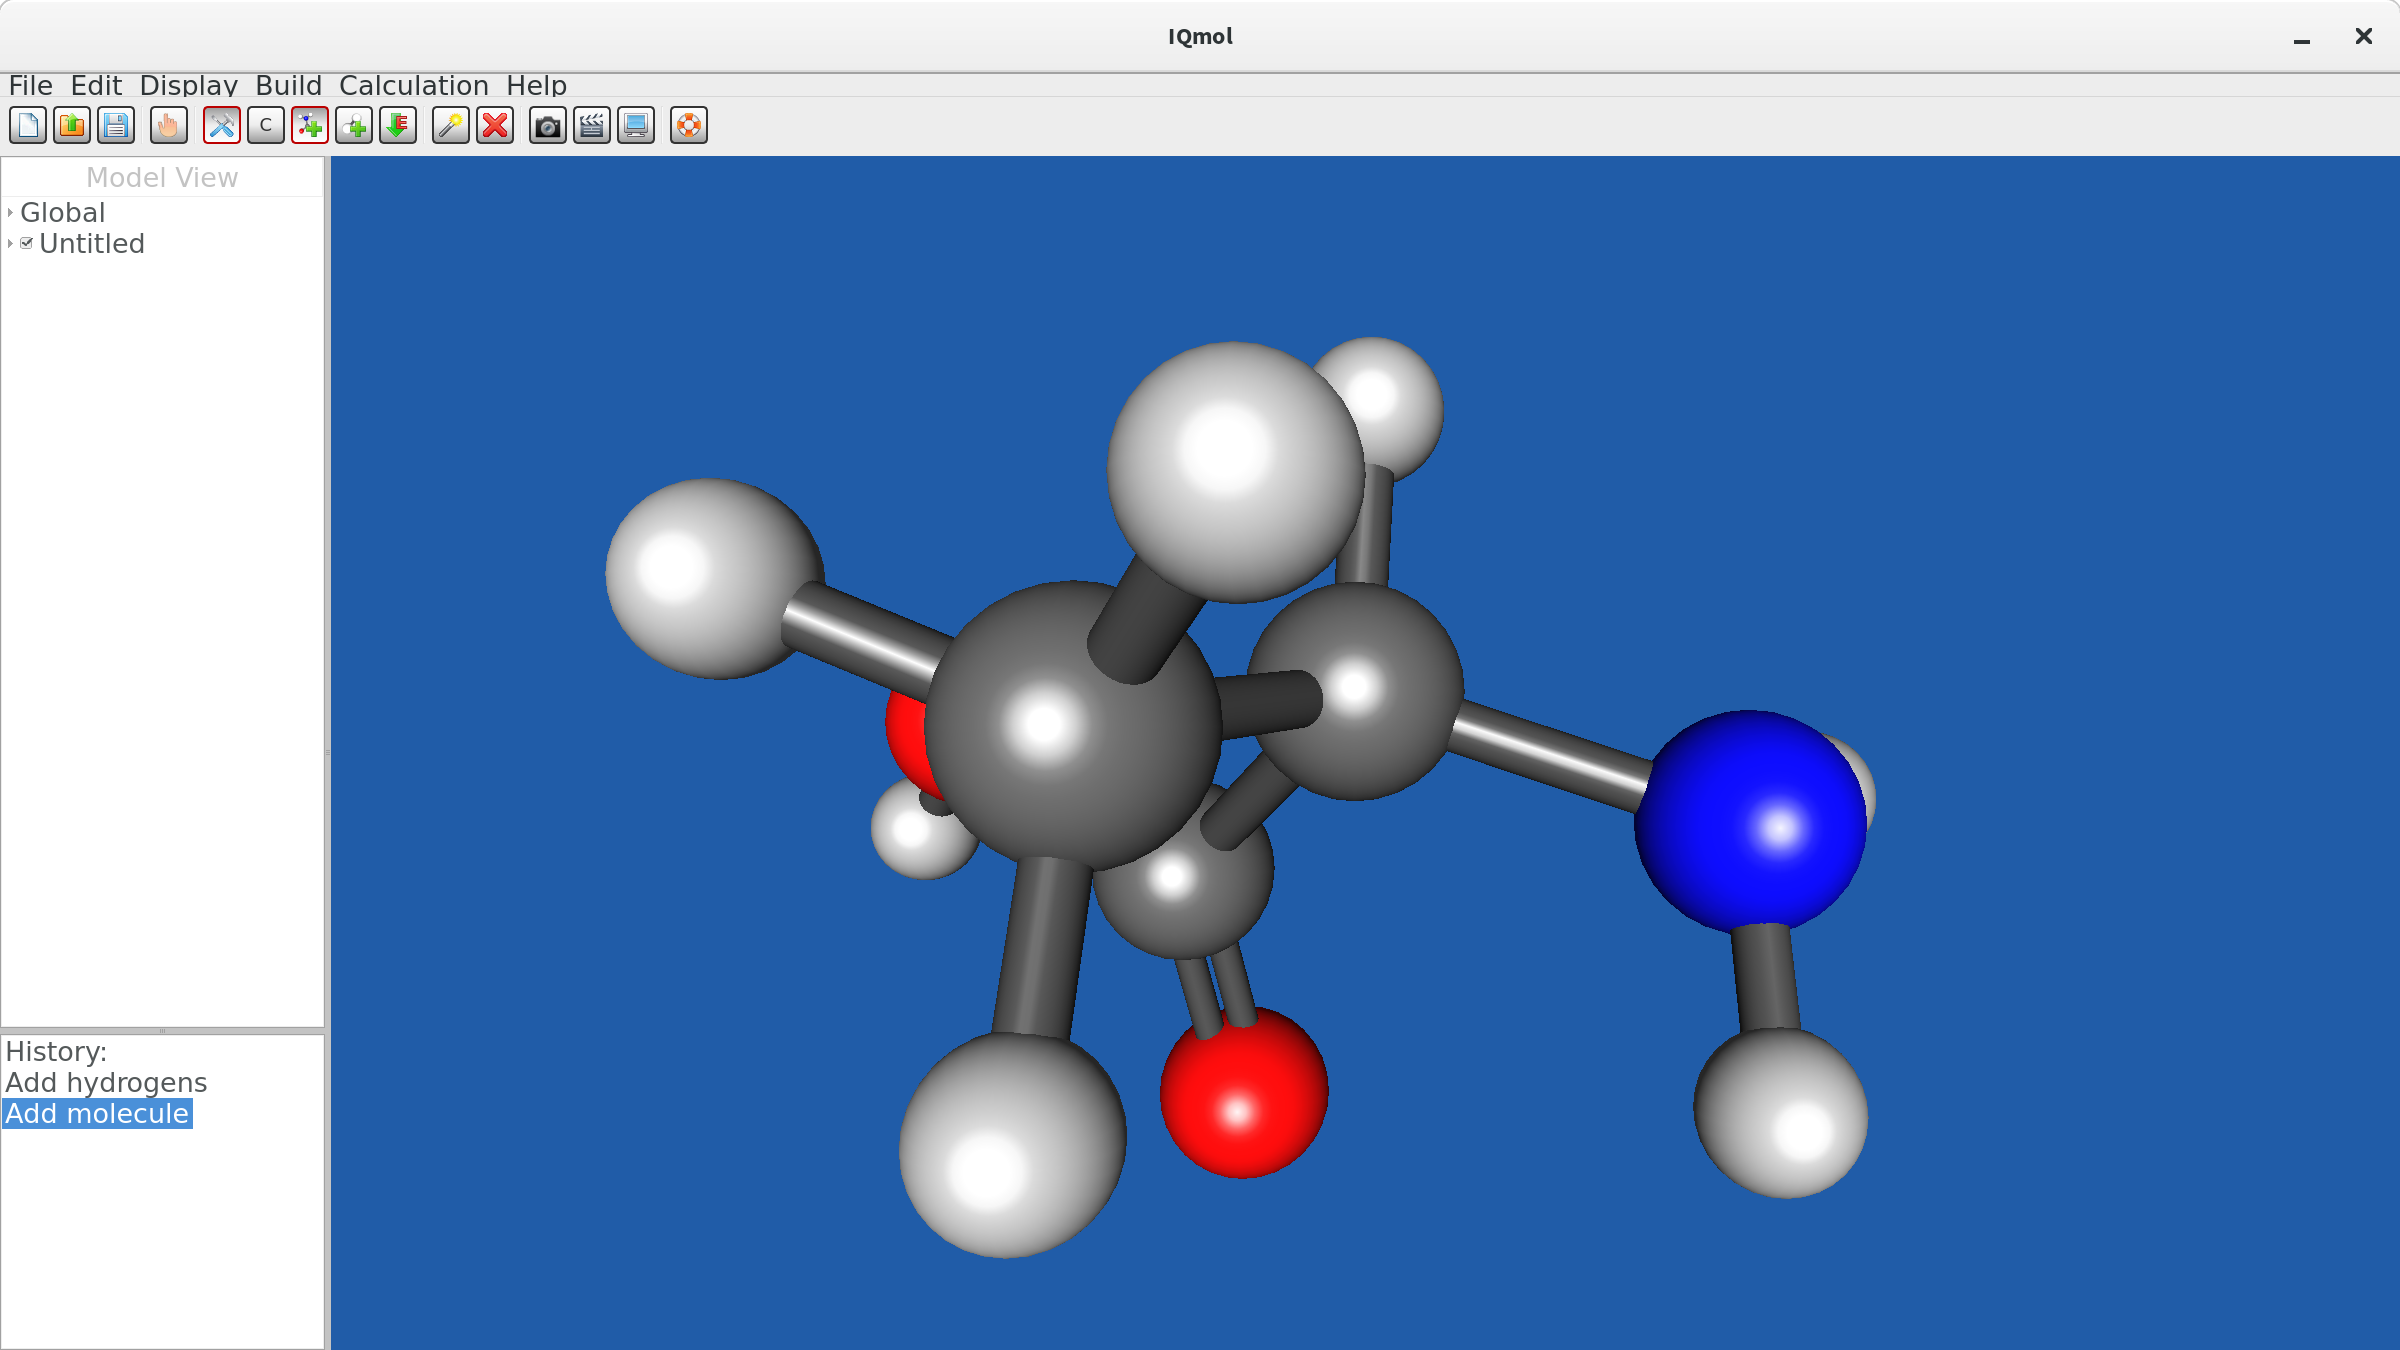 IQmol
File Edit Display Build Calculation Help
C E
Model View
Global
Untitled
History:
Add hydrogens
Add molecule